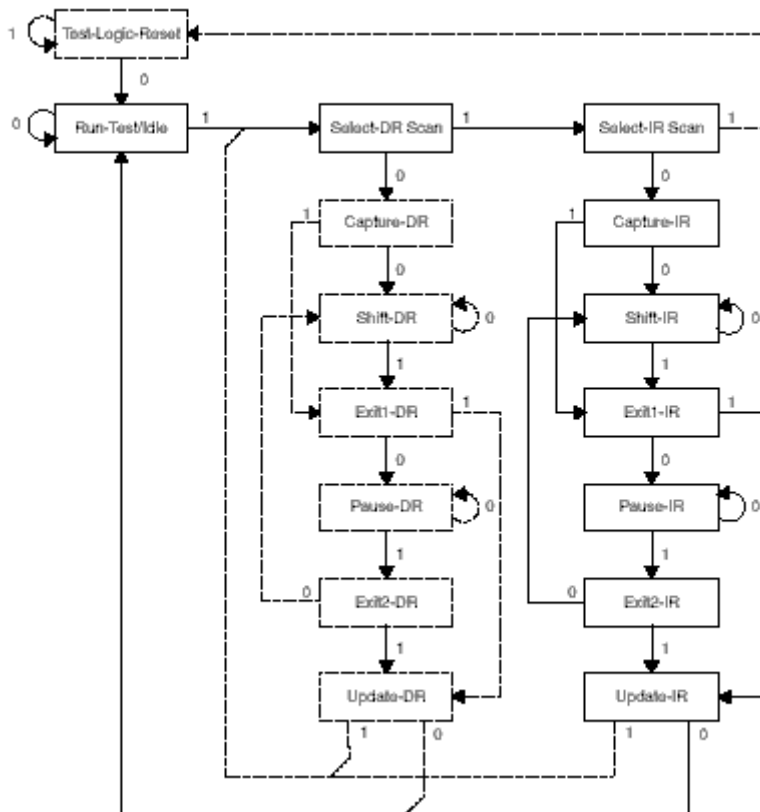 1 Test-Logic-Reset
0
0 Run-Test/Idle 1 Select-DR Scan 1 Select-IR Scan 1
0 0
1 Capture-DR 1 Capture-IR
0 0
Shift-DR 0 Shift-IR 0
1 1
Exit1-DR 1 Exit1-IR 1
0 0
Pause-DR 0 Pause-IR 0
1 1
0 Exit2-DR 0 Exit2-IR
1 1
Update-DR Update-IR
1 0 1 0